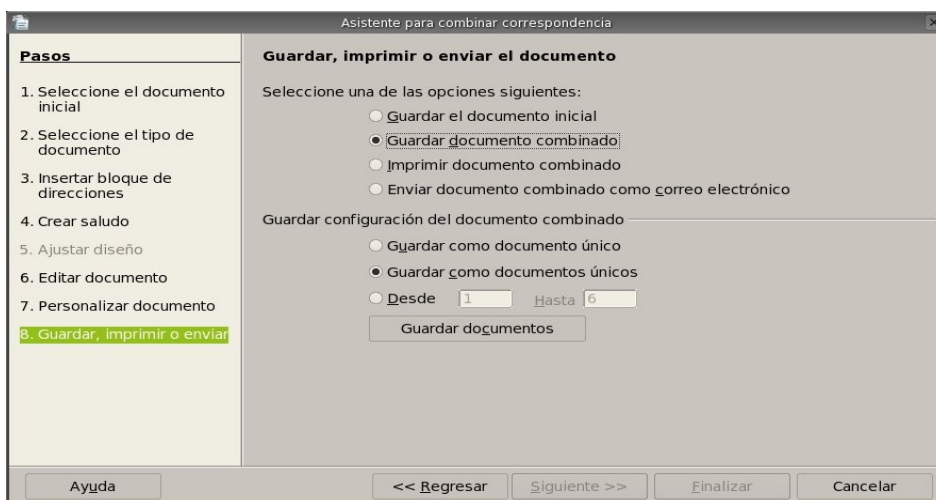 Asistente para combinar correspondencia
Pasos
1. Seleccione el documento
inicial
2. Seleccione el tipo de
documento
3. Insertar bloque de
direcciones
4. Crear saludo
5. Ajustar diseño
6. Editar documento
7. Personalizar documento
8. Guardar, imprimir o enviar
Guardar, imprimir o enviar el documento
Seleccione una de las opciones siguientes:
Guardar el documento inicial
Guardar documento combinado
Imprimir documento combinado
Enviar documento combinado como correo electrónico
Guardar configuración del documento combinado
Guardar como documento único
Guardar como documentos únicos
Desde 1 Hasta 6
Guardar documentos
Ayuda << Regresar Siguiente >> Finalizar Cancelar